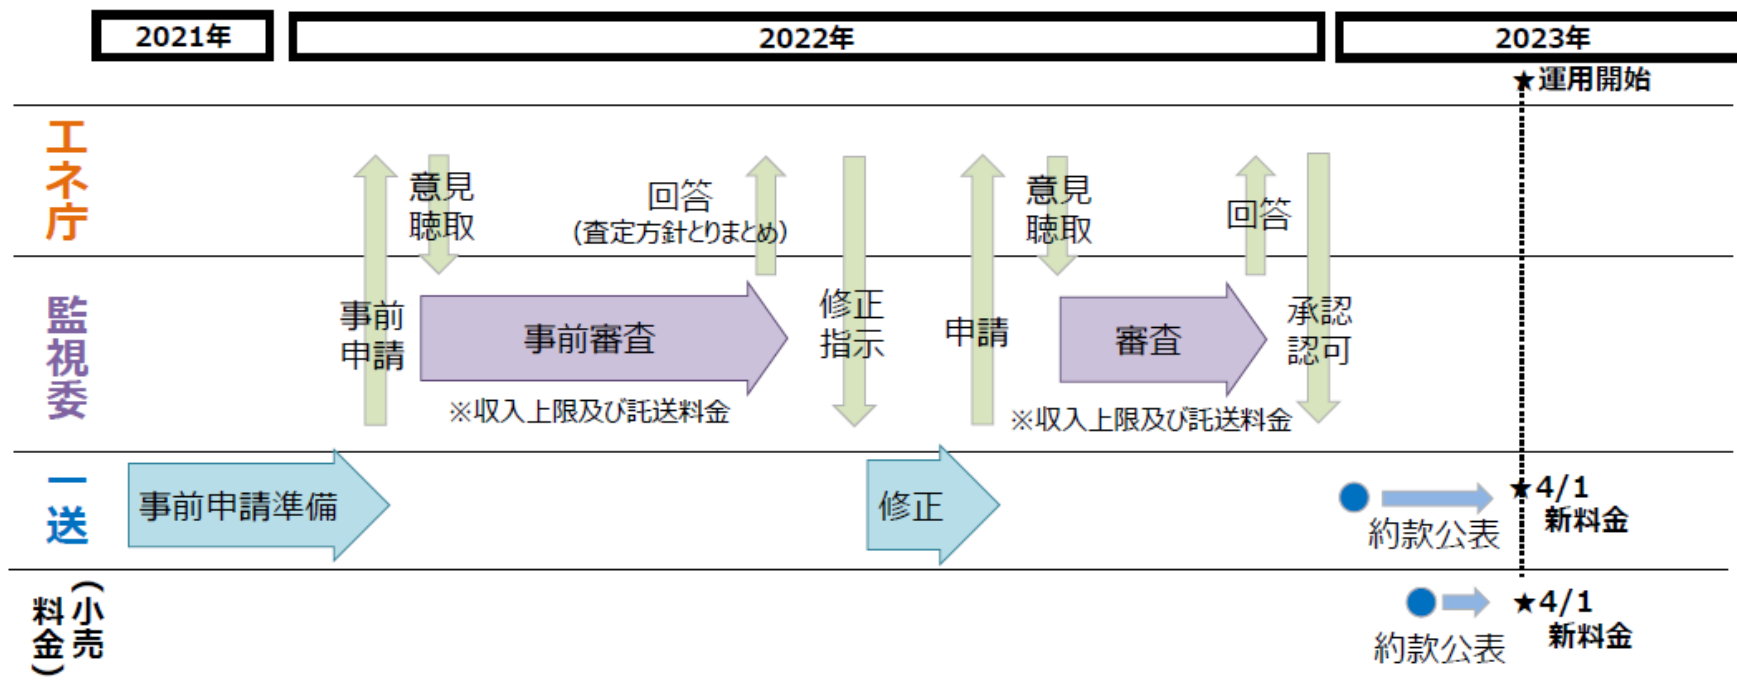 2021年
2022年
2023年
★運用開始
エネ庁
意見
聴取
回答
(査定方針とりまとめ)
意見
聴取
回答
監視委
事前
申請
事前審査
※収入上限及び託送料金
修正
指示
申請
審査
※収入上限及び託送料金
承認
認可
一送
事前申請準備
修正
約款公表
★4/1
新料金
(小売
料金)
約款公表
★4/1
新料金